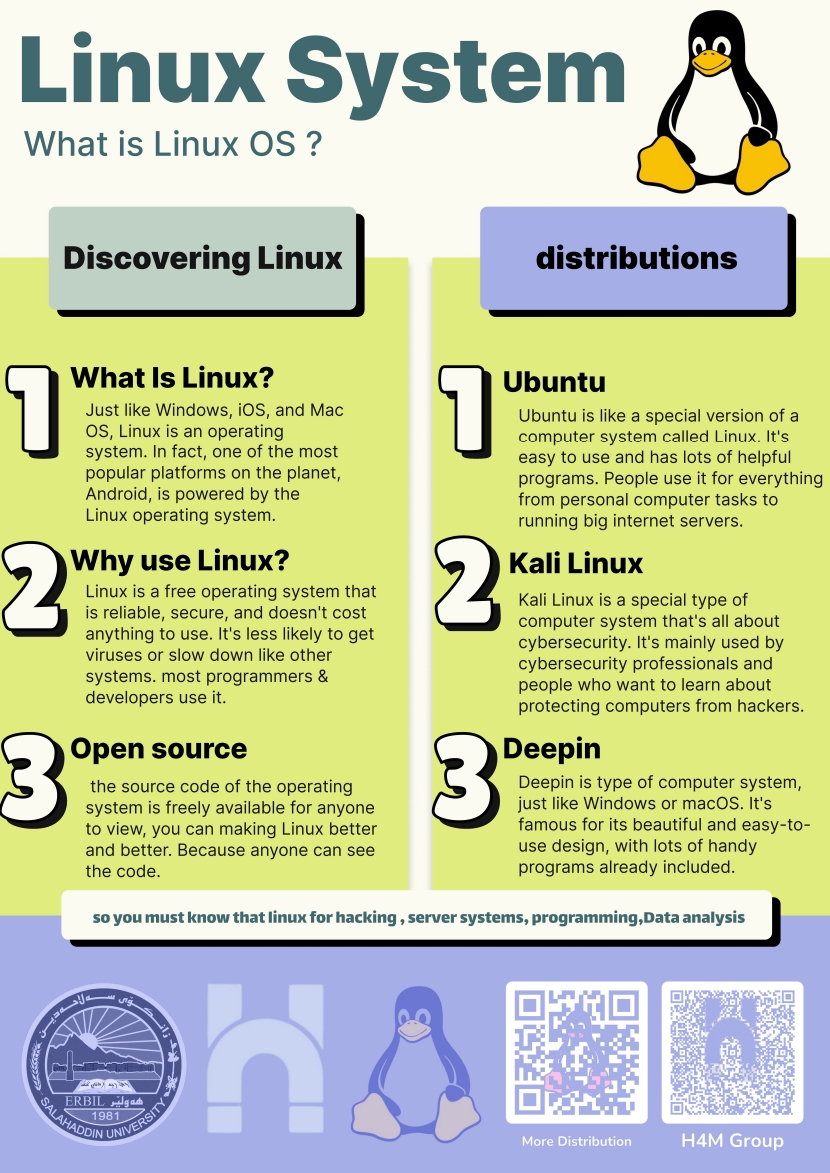 Linux System
What is Linux OS ?
Discovering Linux
1
What Is Linux?
Just like Windows, iOS, and Mac
OS, Linux is an operating
system. In fact, one of the most
popular platforms on the planet,
Android, is powered by the
Linux operating system.
2
Why use Linux?
Linux is a free operating system that
is reliable, secure, and doesn't cost
anything to use. It's less likely to get
viruses or slow down like other
systems. most programmers &
developers use it.
3
Open source
the source code of the operating
system is freely available for anyone
to view, you can making Linux better
and better. Because anyone can see
the code.
distributions
1
Ubuntu
Ubuntu is like a special version of a
computer system called Linux. It's
easy to use and has lots of helpful
programs. People use it for everything
from personal computer tasks to
running big internet servers.
2
Kali Linux
Kali Linux is a special type of
computer system that's all about
cybersecurity. It's mainly used by
cybersecurity professionals and
people who want to learn about
protecting computers from hackers.
3
Deepin
Deepin is type of computer system,
just like Windows or macOS. It's
famous for its beautiful and easy-to-
use design, with lots of handy
programs already included.
so you must know that linux for hacking , server systems, programming,Data analysis
زانكۆی سەلاحەدین
ERBIL هەولێر
1981
SALAHADDIN UNIVERSITY
More Distribution
H4M Group